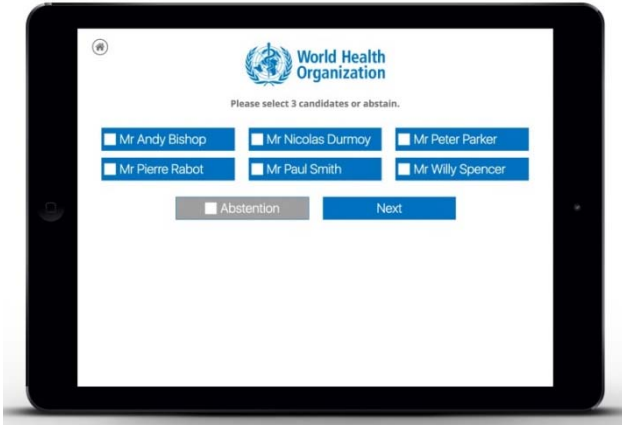 World Health
Organization
Please select 3 candidates or abstain.
Mr Andy Bishop Mr Nicolas Durmoy Mr Peter Parker
Mr Pierre Rabot Mr Paul Smith Mr Willy Spencer
Abstention Next